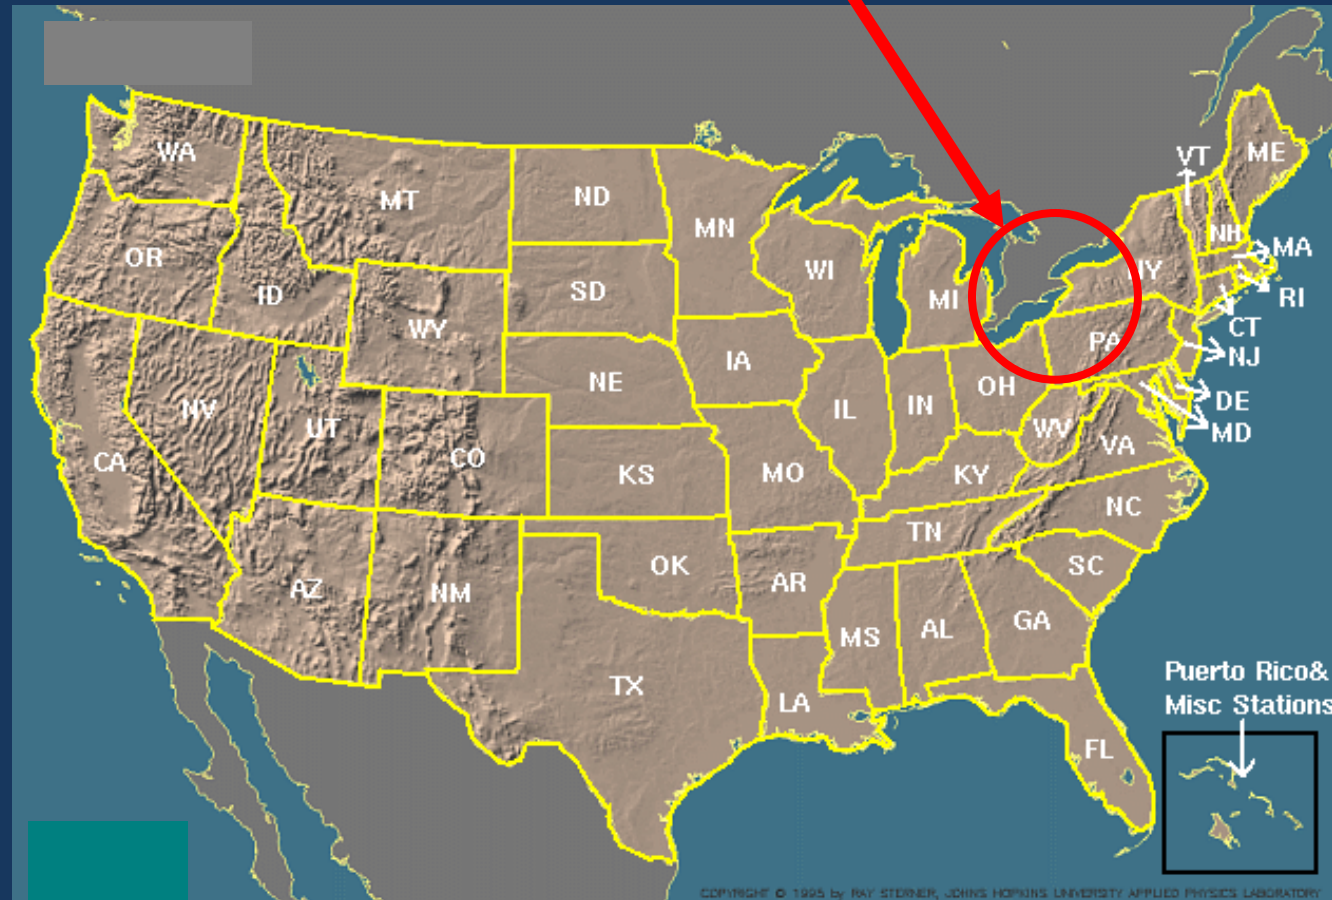 WA
MT
ND
MN
VT
ME
OR
ID
WY
SD
WI
MI
NY
NH
MA
RI
CT
NJ
PA
IA
NE
NV
UT
CO
IL
IN
OH
DE
MD
WV
VA
CA
KS
MO
KY
NC
TN
AZ
NM
OK
AR
SC
MS
AL
GA
TX
LA
FL
Puerto Rico&
Misc Stations
COPYRIGHT © 1995 by RAY STERNER, JOHNS HOPKINS UNIVERSITY APPLIED PHYSICS LABORATORY